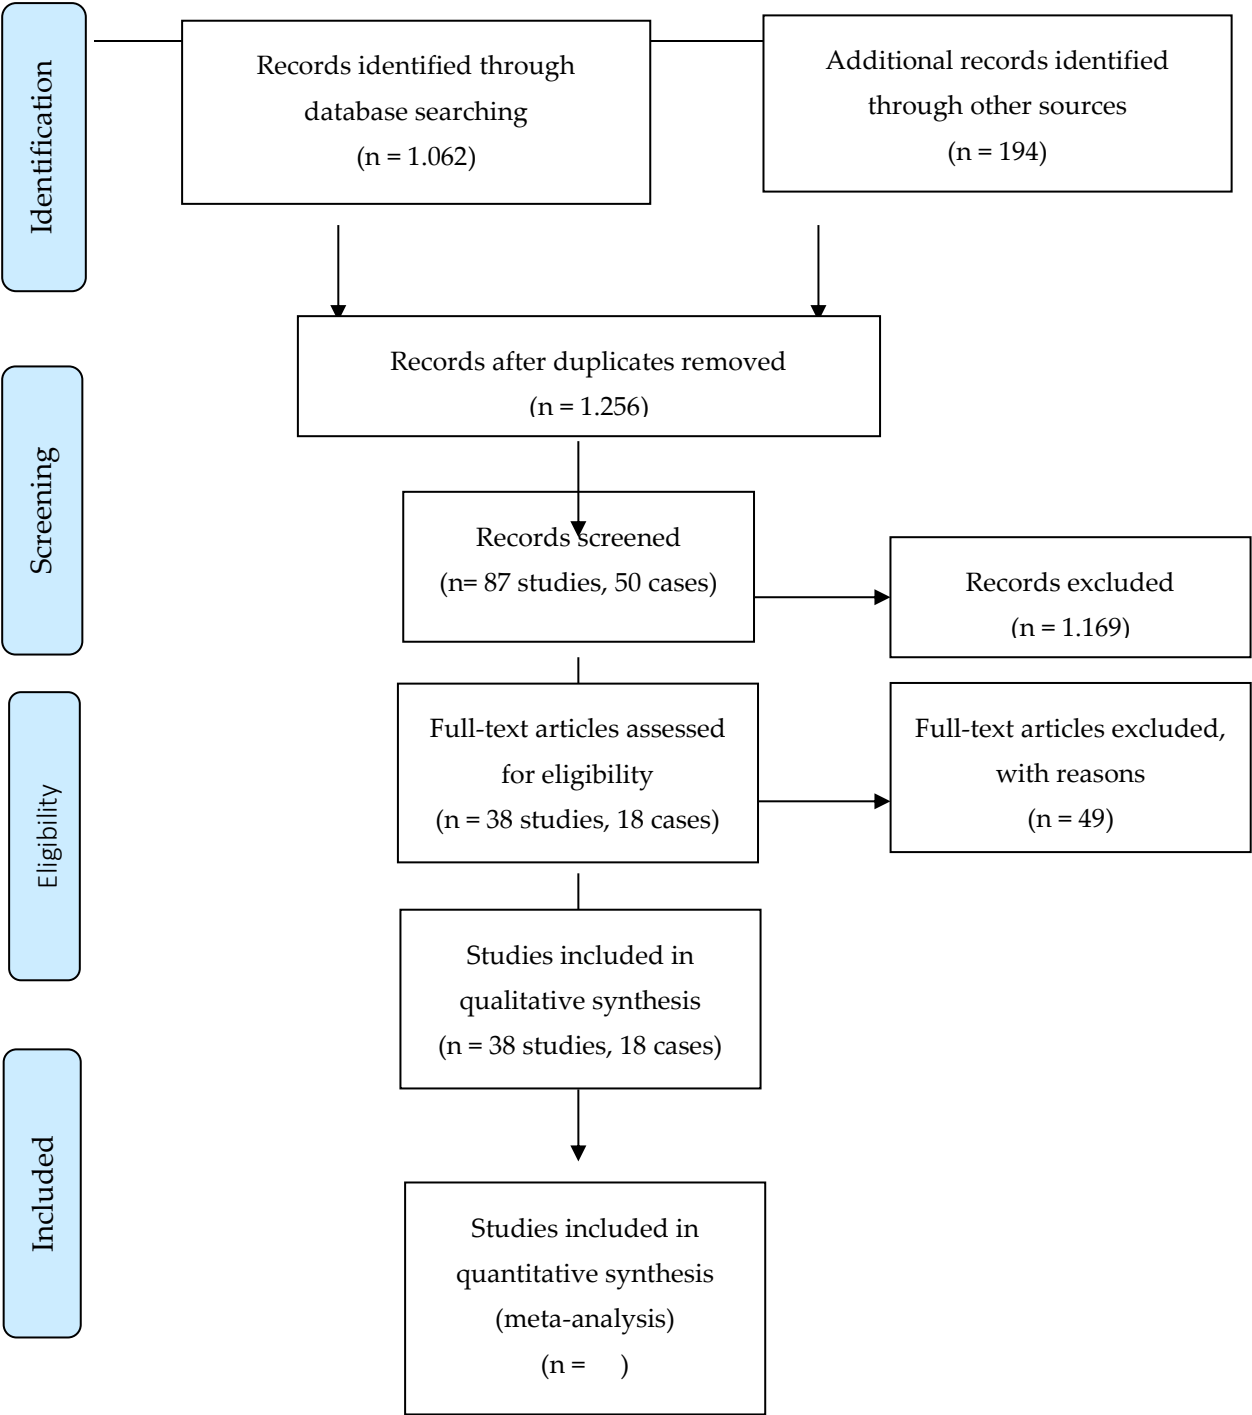 Identification
Records identified through
database searching
(n = 1.062)
Additional records identified
through other sources
(n = 194)
Records after duplicates removed
(n = 1.256)
Screening
Records screened
(n= 87 studies, 50 cases)
Records excluded
(n = 1.169)
Eligibility
Full-text articles assessed
for eligibility
(n = 38 studies, 18 cases)
Full-text articles excluded,
with reasons
(n = 49)
Studies included in
qualitative synthesis
(n = 38 studies, 18 cases)
Included
Studies included in
quantitative synthesis
(meta-analysis)
(n =     )